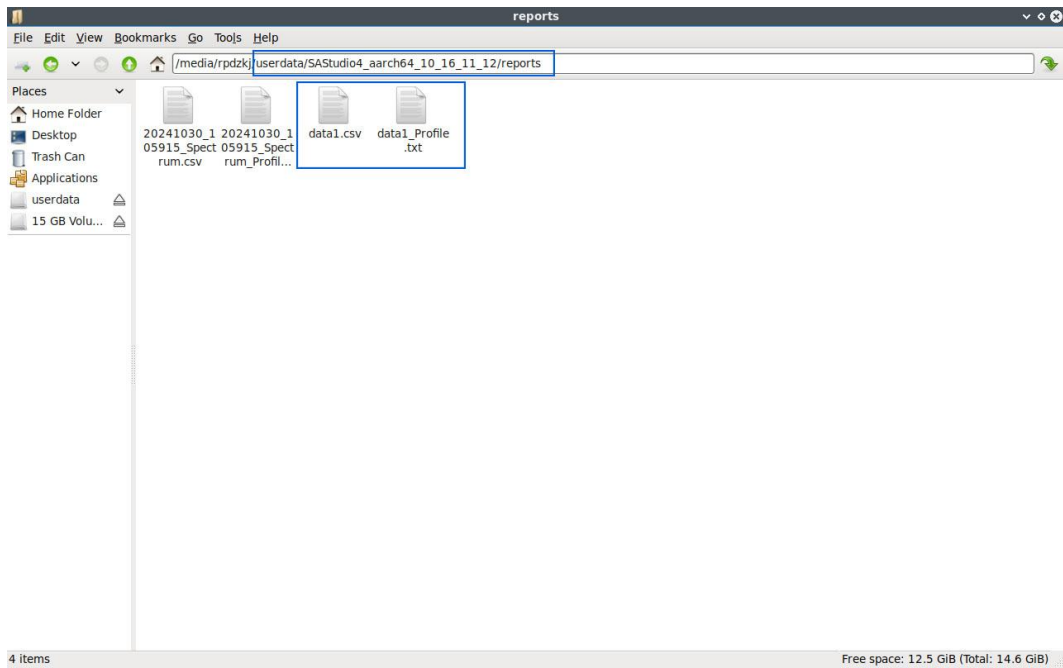 reports
File Edit View Bookmarks Go Tools Help
/media/rpdzkj/userdata/SAStudio4_aarch64_10_16_11_12/reports
Places
Home Folder
Desktop
Trash Can
Applications
userdata
15 GB Volu...
20241030_1
05915_Spect
rum.csv
20241030_1
05915_Spect
rum_Profil...
data1.csv
data1_Profile
.txt
4 items
Free space: 12.5 GiB (Total: 14.6 GiB)